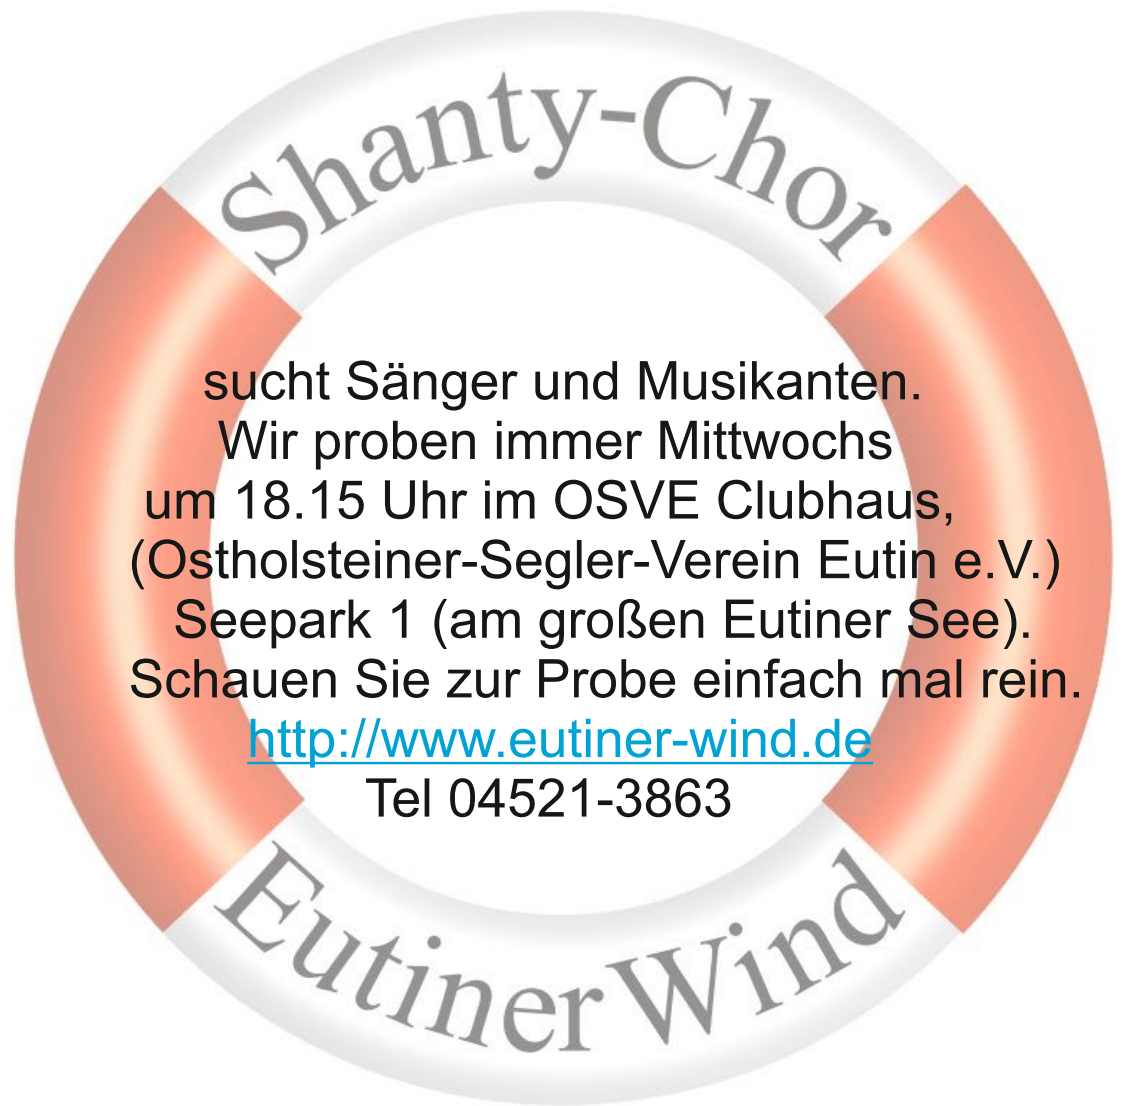 Shanty-Chor
sucht Sänger und Musikanten.
Wir proben immer Mittwochs
um 18.15 Uhr im OSVE Clubhaus,
(Ostholsteiner-Segler-Verein Eutin e.V.)
Seepark 1 (am großen Eutiner See).
Schauen Sie zur Probe einfach mal rein.
http://www.eutiner-wind.de
Tel 04521-3863
Eutiner Wind